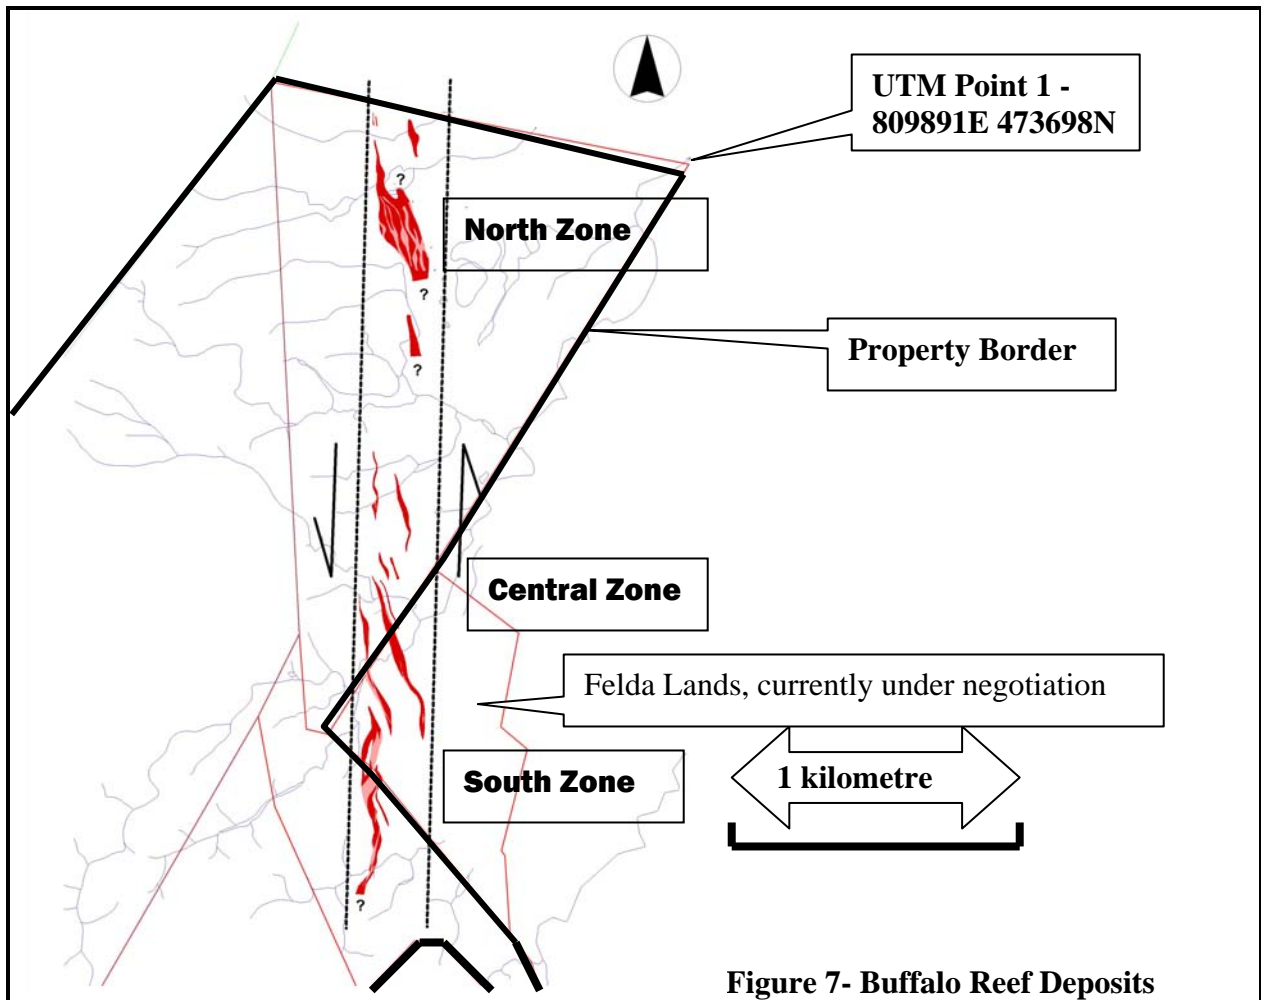 UTM Point 1 -
809891E 473698N
?
North Zone
?
Property Border
?
Central Zone
Felda Lands, currently under negotiation
South Zone
1 kilometre
?
Figure 7- Buffalo Reef Deposits